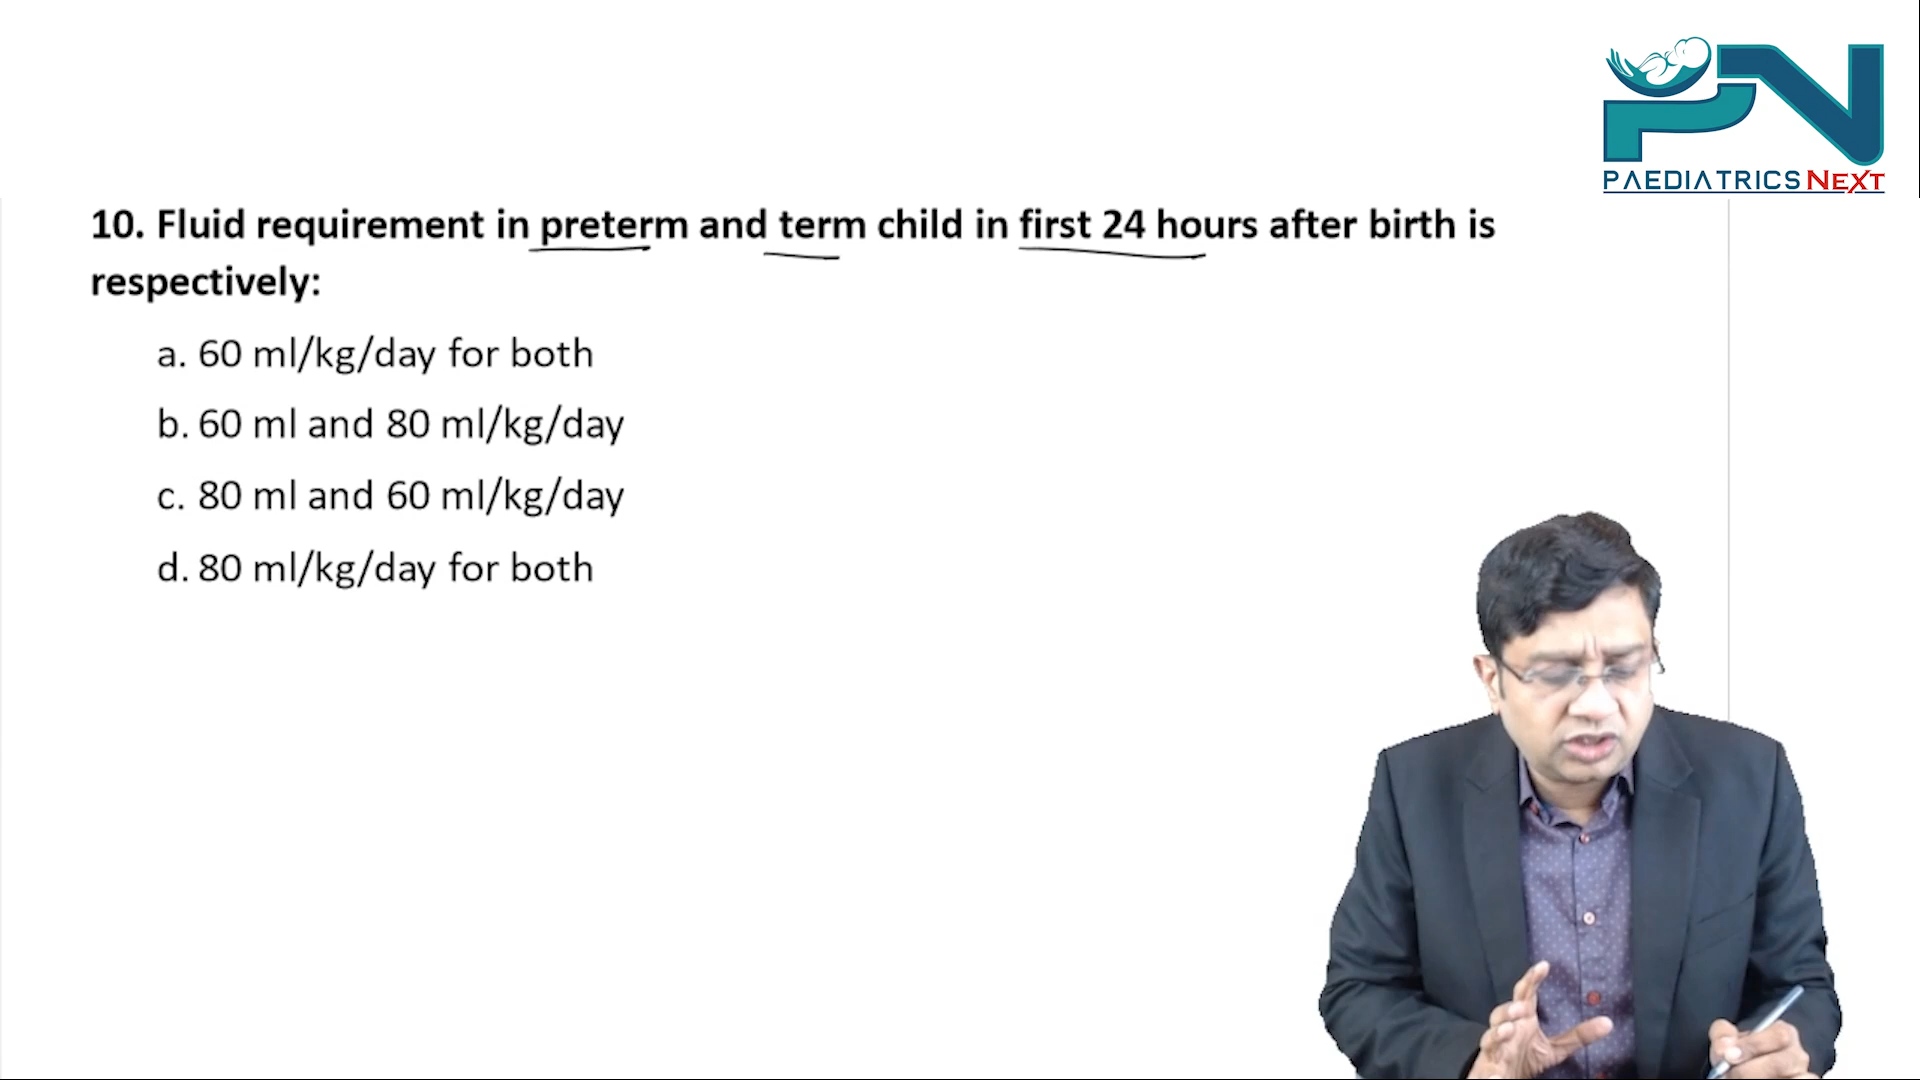 PAEDIATRICS NEXT
10. Fluid requirement in preterm and term child in first 24 hours after birth is
respectively:
a. 60 ml/kg/day for both
b. 60 ml and 80 ml/kg/day
c. 80 ml and 60 ml/kg/day
d. 80 ml/kg/day for both